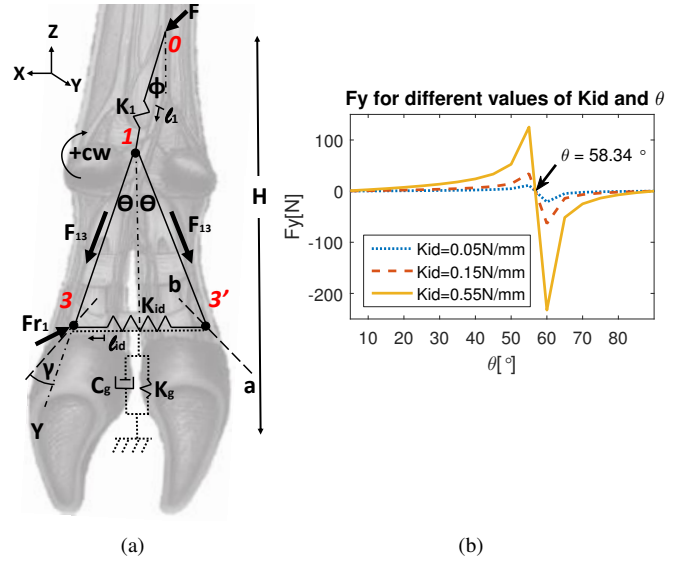 F
0
Z
X
Y
ϕ
K1
ℓ1
1
+cw
H
Θ Θ
F13
F13
b
3
Kid
3'
Fr1
ℓid
γ
Cg
Kg
a
Y
(a)
Fy for different values of Kid and θ
Fy[N]
100
0
-100
-200
θ = 58.34 °
Kid=0.05N/mm
Kid=0.15N/mm
Kid=0.55N/mm
10 20 30 40 50 60 70 80
θ[°]
(b)